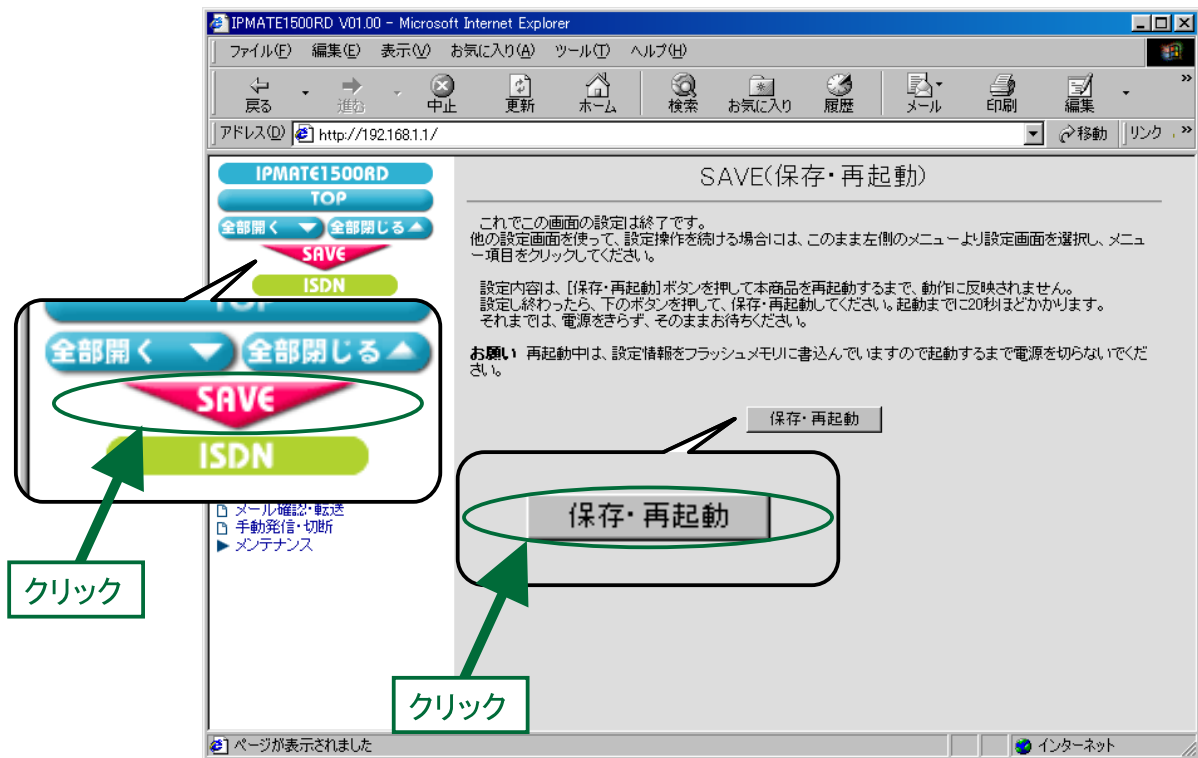 IPMATE1500RD V01.00 - Microsoft Internet Explorer
ファイル(F) 編集(E) 表示(V) お気に入り(A) ツール(T) ヘルプ(H)
戻る 進む 中止 更新 ホーム 検索 お気に入り 履歴 メール 印刷 編集 »
アドレス(D) http://192.168.1.1/ 移動 リンク »
IPMATE1500RD
TOP
全部開く 全部閉じる
SAVE
ISDN
TOP
全部開く 全部閉じる
SAVE
ISDN
メール確認・転送
手動発信・切断
メンテナンス
クリック
SAVE(保存・再起動)
これでこの画面の設定は終了です。
他の設定画面を使って、設定操作を続ける場合には、このまま左側のメニューより設定画面を選択し、メニュ
ー項目をクリックしてください。
設定内容は、[保存・再起動]ボタンを押して本商品を再起動するまで、動作に反映されません。
設定し終わったら、下のボタンを押して、保存・再起動してください。起動までに20秒ほどかかります。
それまでは、電源をきらず、そのままお待ちください。
お願い 再起動中は、設定情報をフラッシュメモリに書込んでいますので起動するまで電源を切らないでくだ
さい。
保存・再起動
保存・再起動
クリック
ページが表示されました インターネット